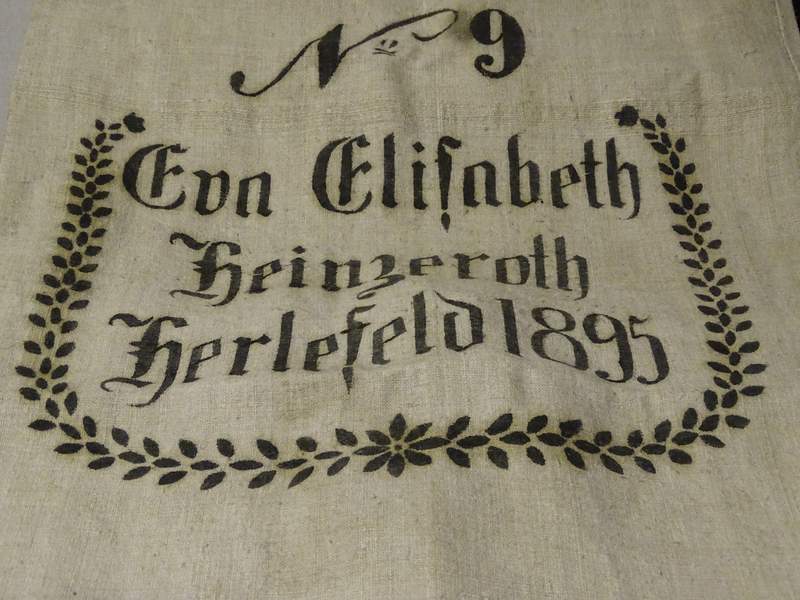 No 9
Eva Elisabeth
Heinzeroth
Herlefeld 1895